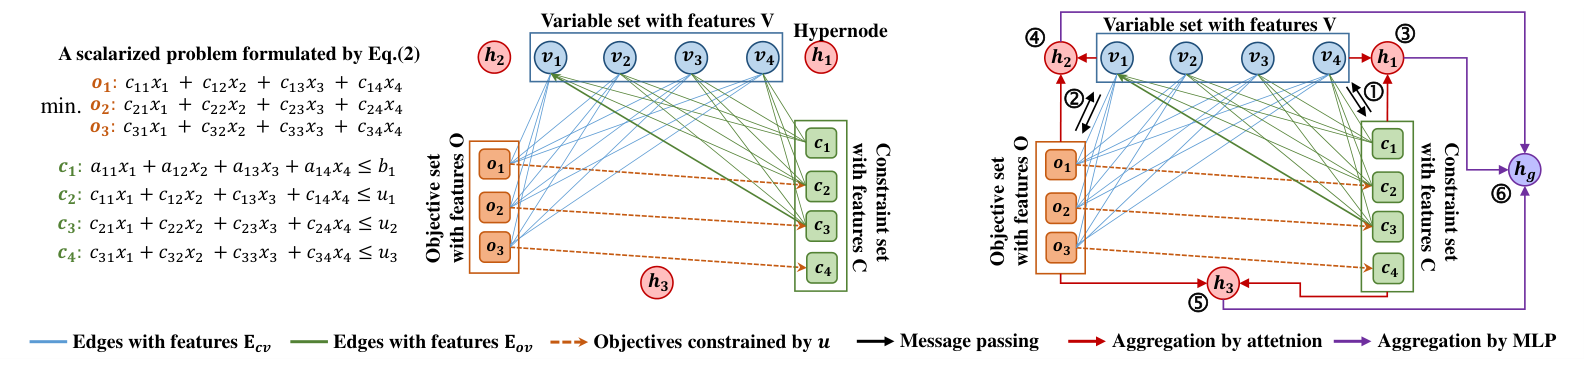 A scalarized problem formulated by Eq.(2)
min.
o₁: c₁₁x₁ + c₁₂x₂ + c₁₃x₃ + c₁₄x₄
o₂: c₂₁x₁ + c₂₂x₂ + c₂₃x₃ + c₂₄x₄
o₃: c₃₁x₁ + c₃₂x₂ + c₃₃x₃ + c₃₄x₄
c₁: a₁₁x₁ + a₁₂x₂ + a₁₃x₃ + a₁₄x₄ ≤ b₁
c₂: c₁₁x₁ + c₁₂x₂ + c₁₃x₃ + c₁₄x₄ ≤ u₁
c₃: c₂₁x₁ + c₂₂x₂ + c₂₃x₃ + c₂₄x₄ ≤ u₂
c₄: c₃₁x₁ + c₃₂x₂ + c₃₃x₃ + c₃₄x₄ ≤ u₃
Variable set with features V
Hypernode
h₂
v₁ v₂ v₃ v₄
h₁
Objective set
with features O
o₁
o₂
o₃
c₁
c₂
c₃
c₄
Constraint set
with features C
h₃
Variable set with features V
④
h₂
v₁ v₂ v₃ v₄
③
h₁
②
①
Objective set
with features O
o₁
o₂
o₃
c₁
c₂
c₃
c₄
Constraint set
with features C
h₃
⑤
h_g
⑥
Edges with features E_cv
Edges with features E_ov
Objectives constrained by u
Message passing
Aggregation by attetnion
Aggregation by MLP